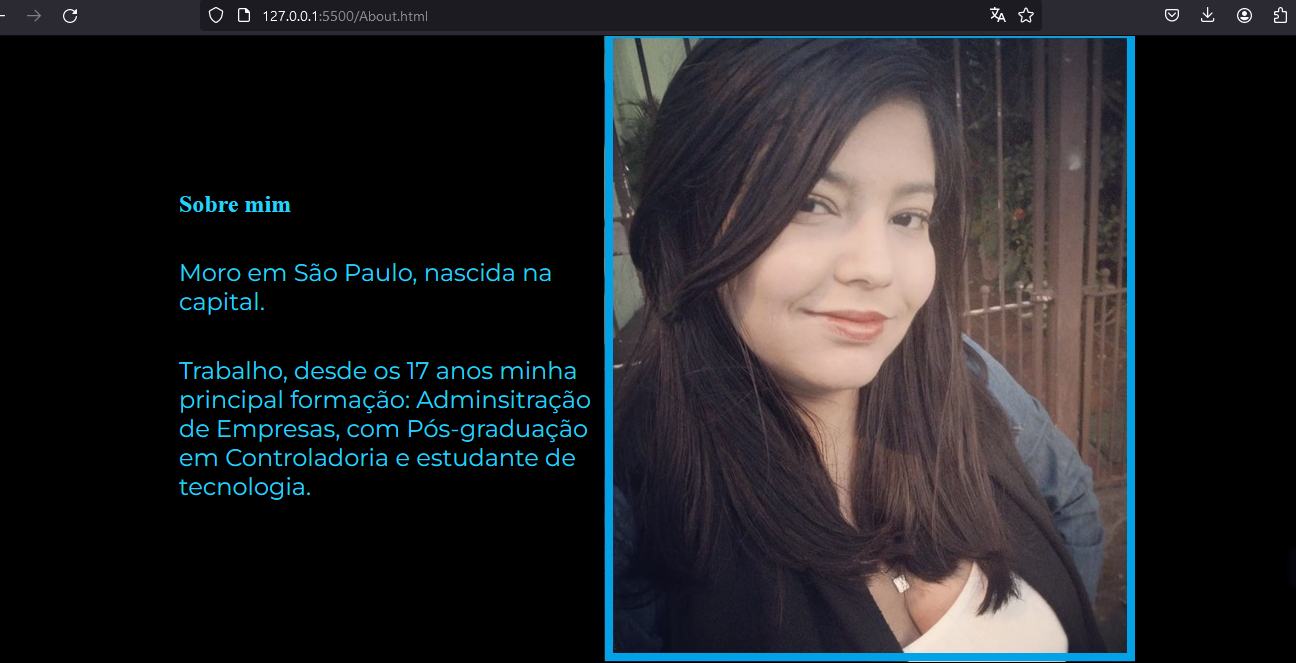 127.0.0.1:5500/About.html
Sobre mim
Moro em São Paulo, nascida na
capital.
Trabalho, desde os 17 anos minha
principal formação: Adminsitração
de Empresas, com Pós-graduação
em Controladoria e estudante de
tecnologia.